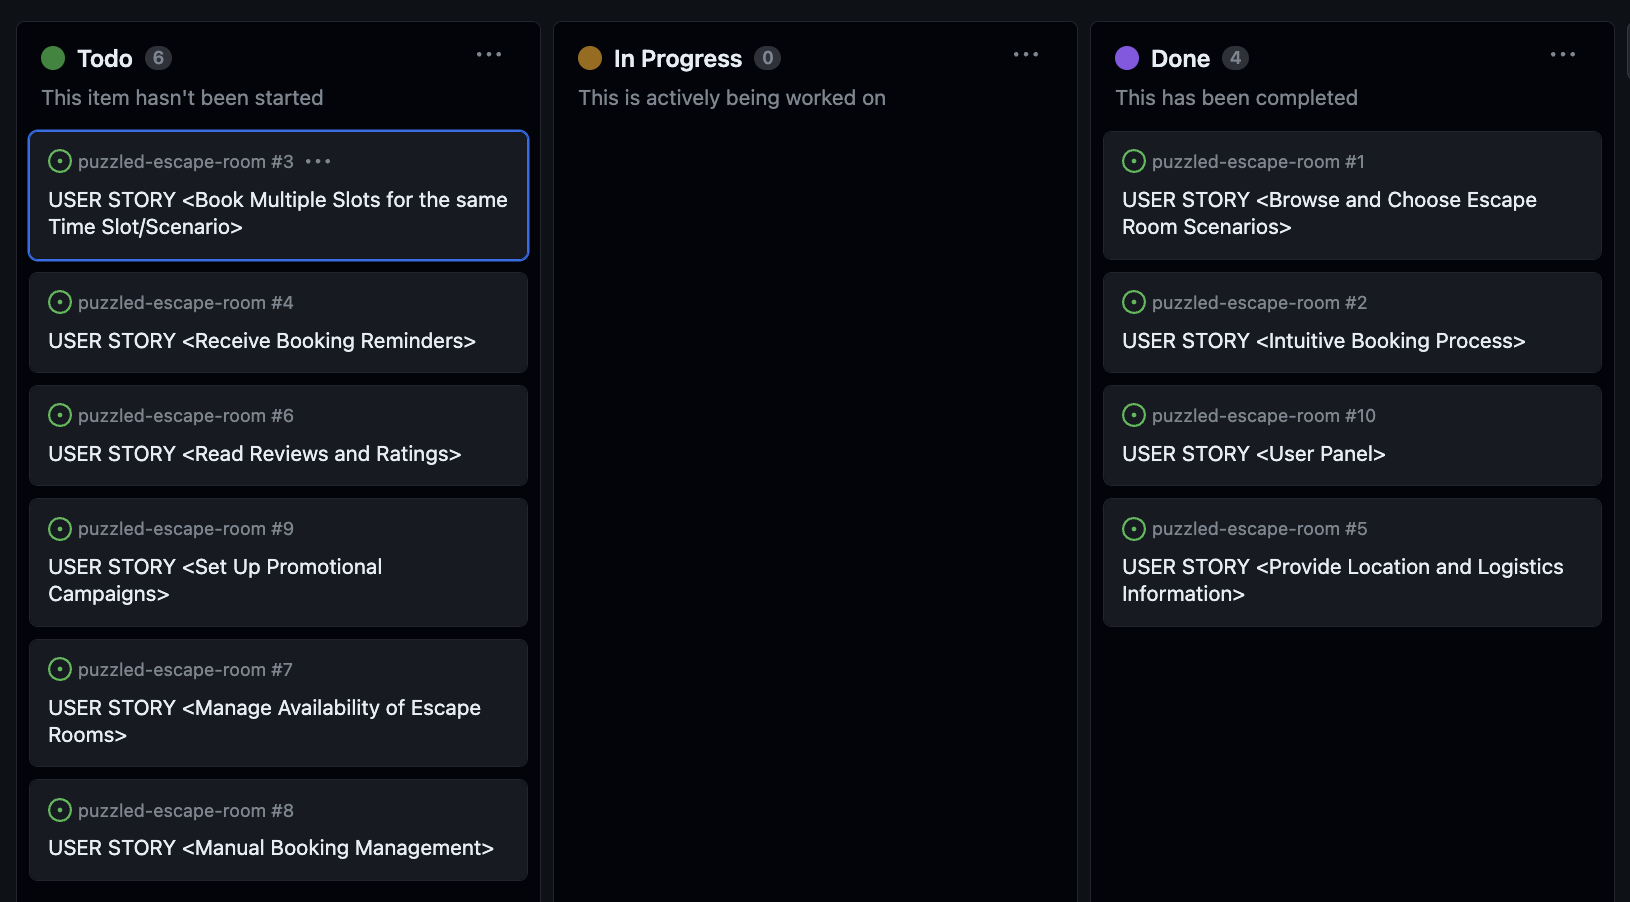 Todo 6
This item hasn't been started
puzzled-escape-room #3
USER STORY <Book Multiple Slots for the same
Time Slot/Scenario>
puzzled-escape-room #4
USER STORY <Receive Booking Reminders>
puzzled-escape-room #6
USER STORY <Read Reviews and Ratings>
puzzled-escape-room #9
USER STORY <Set Up Promotional
Campaigns>
puzzled-escape-room #7
USER STORY <Manage Availability of Escape
Rooms>
puzzled-escape-room #8
USER STORY <Manual Booking Management>
In Progress 0
This is actively being worked on
Done 4
This has been completed
puzzled-escape-room #1
USER STORY <Browse and Choose Escape
Room Scenarios>
puzzled-escape-room #2
USER STORY <Intuitive Booking Process>
puzzled-escape-room #10
USER STORY <User Panel>
puzzled-escape-room #5
USER STORY <Provide Location and Logistics
Information>